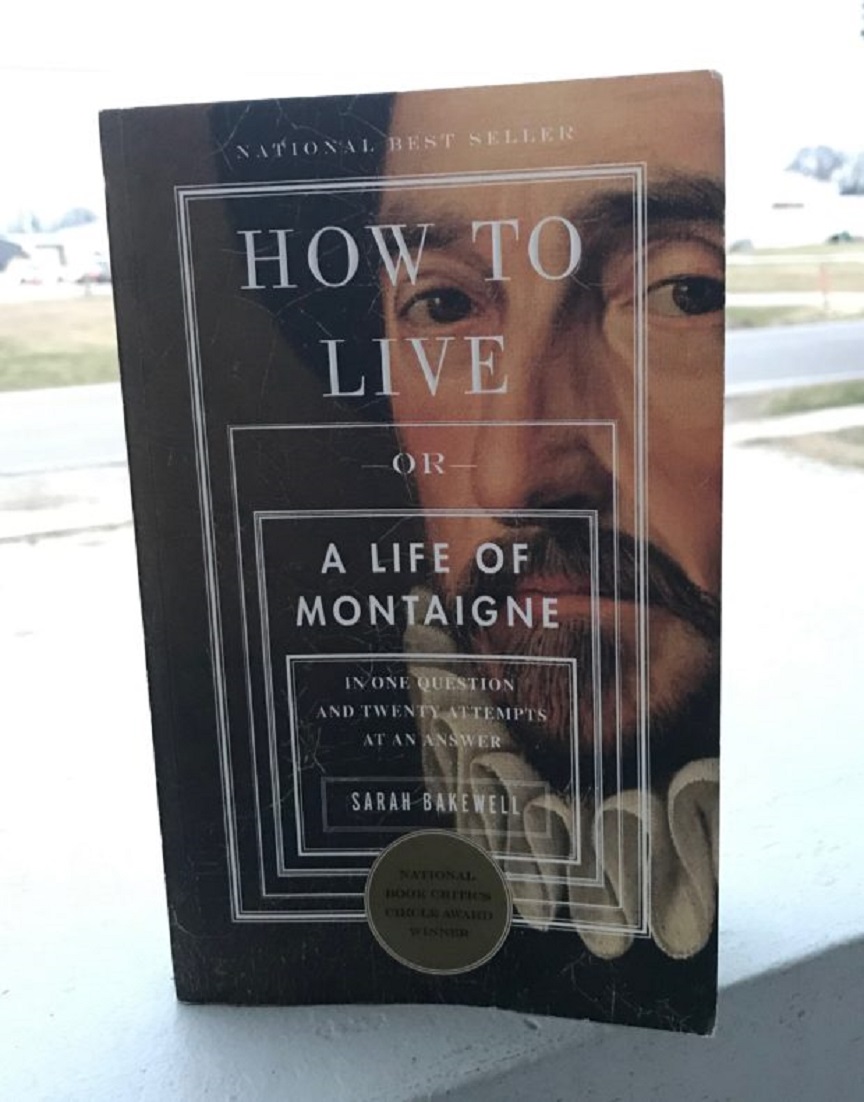 NATIONAL BEST SELLER
HOW TO
LIVE
—OR—
A LIFE OF
MONTAIGNE
IN ONE QUESTION
AND TWENTY ATTEMPTS
AT AN ANSWER
SARAH BAKEWELL
NATIONAL
BOOK CRITICS
CIRCLE AWARD
WINNER